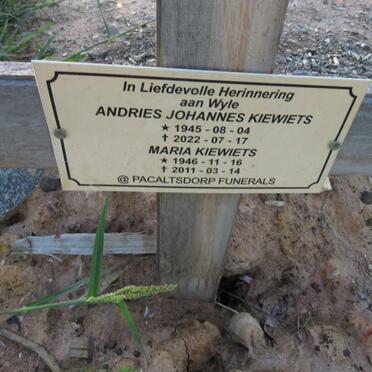 In Liefdevolle Herinnering
aan Wyle
ANDRIES JOHANNES KIEWIETS
★ 1945 - 08 - 04
✝ 2022 - 07 - 17
MARIA KIEWIETS
★ 1946 - 11 - 16
✝ 2011 - 03 - 14
@ PACALTSDORP FUNERALS